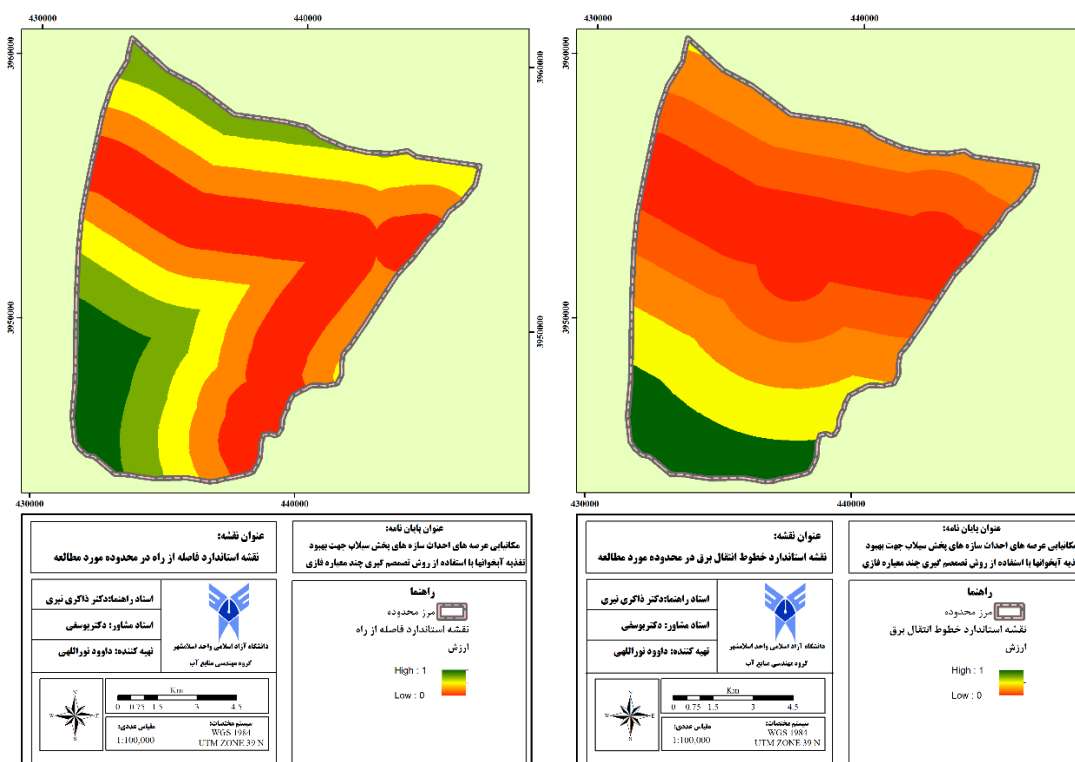 430000
440000
3960000
3960000
3950000
3950000
430000
440000
عنوان نقشه:
نقشه استاندارد فاصله از راه در محدوده مورد مطالعه
استاد راهنما:دکتر ذاکری نیری
استاد مشاور: دکتریوسفی
تهیه کننده: داوود نوراللهی
دانشگاه آزاد اسلامی واحد اسلامشهر
گروه مهندسی منابع آب
N
W
E
S
Km
0 0.75 1.5 3 4.5
مقیاس عددی:
1:100,000
سیستم مختصات:
WGS 1984
UTM ZONE 39 N
عنوان پایان نامه:
مکانیابی عرصه های احداث سازه های پخش سیلاب جهت بهبود
تغذیه آبخوانها با استفاده از روش تصمصم گیری چند معیاره فازی
راهنما
مرز محدوده
نقشه استاندارد فاصله از راه
ارزش
High : 1
Low : 0
430000
440000
3960000
3960000
3950000
3950000
430000
440000
عنوان نقشه:
نقشه استاندارد خطوط انتقال برق در محدوده مورد مطالعه
استاد راهنما:دکتر ذاکری نیری
استاد مشاور: دکتریوسفی
تهیه کننده: داوود نوراللهی
دانشگاه آزاد اسلامی واحد اسلامشهر
گروه مهندسی منابع آب
N
W
E
S
Km
0 0.75 1.5 3 4.5
مقیاس عددی:
1:100,000
سیستم مختصات:
WGS 1984
UTM ZONE 39 N
عنوان پایان نامه:
مکانیابی عرصه های احداث سازه های پخش سیلاب جهت بهبود
ذیه آبخوانها با استفاده از روش تصمصم گیری چند معیاره فازی
راهنما
مرز محدوده
نقشه استاندارد خطوط انتقال برق
ارزش
High : 1
Low : 0